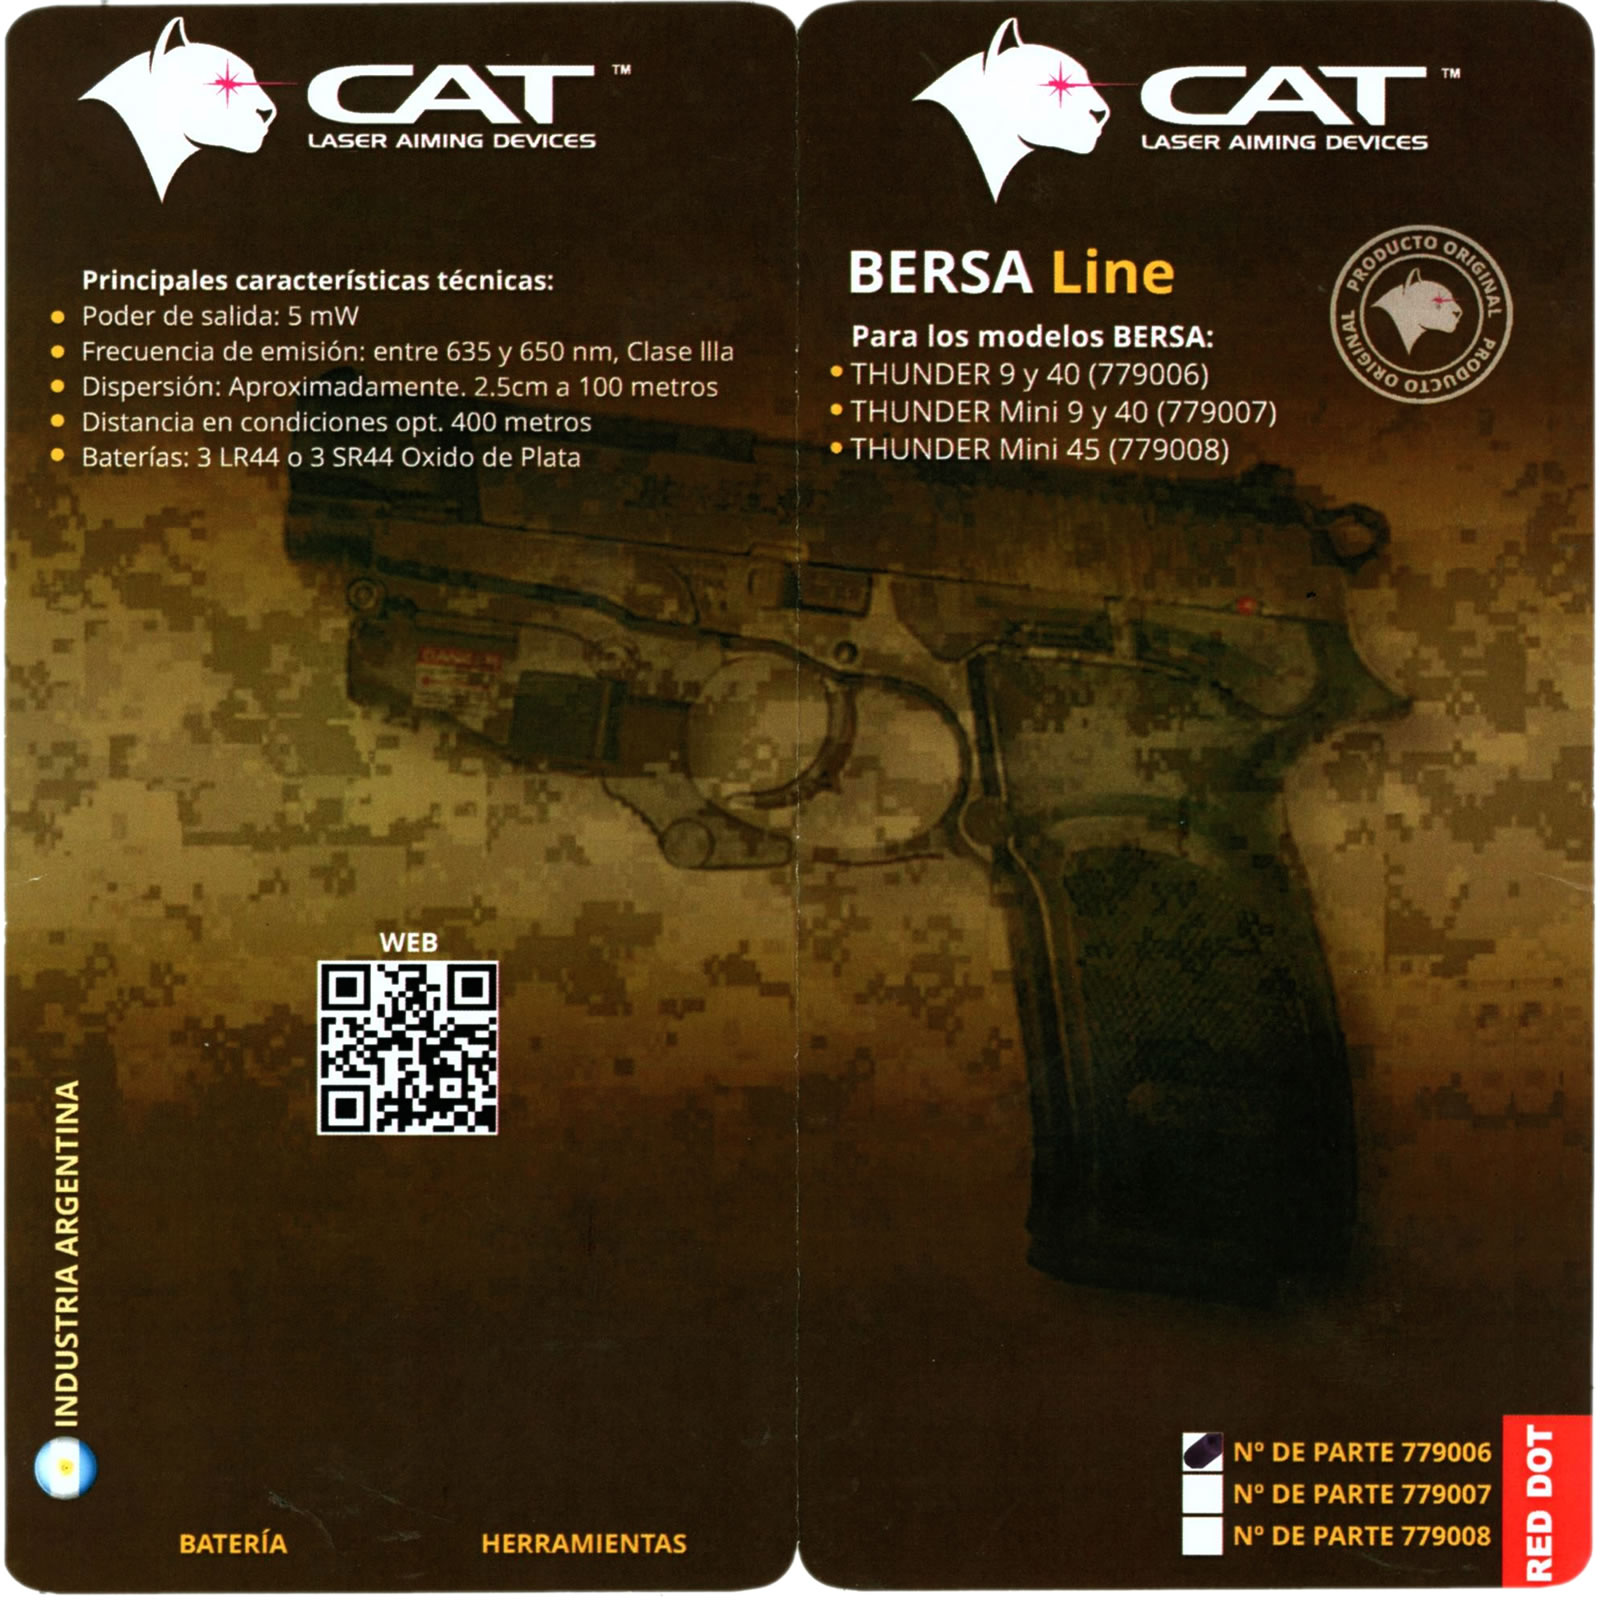 CAT™
LASER AIMING DEVICES
Principales características técnicas:
Poder de salida: 5 mW
Frecuencia de emisión: entre 635 y 650 nm, Clase IIIa
Dispersión: Aproximadamente. 2.5cm a 100 metros
Distancia en condiciones opt. 400 metros
Baterías: 3 LR44 o 3 SR44 Oxido de Plata
WEB
INDUSTRIA ARGENTINA
BATERÍA
HERRAMIENTAS
CAT™
LASER AIMING DEVICES
BERSA Line
PRODUCTO ORIGINAL
PRODUCTO ORIGINAL
Para los modelos BERSA:
• THUNDER 9 y 40 (779006)
• THUNDER Mini 9 y 40 (779007)
• THUNDER Mini 45 (779008)
Nº DE PARTE 779006
Nº DE PARTE 779007
Nº DE PARTE 779008
RED DOT